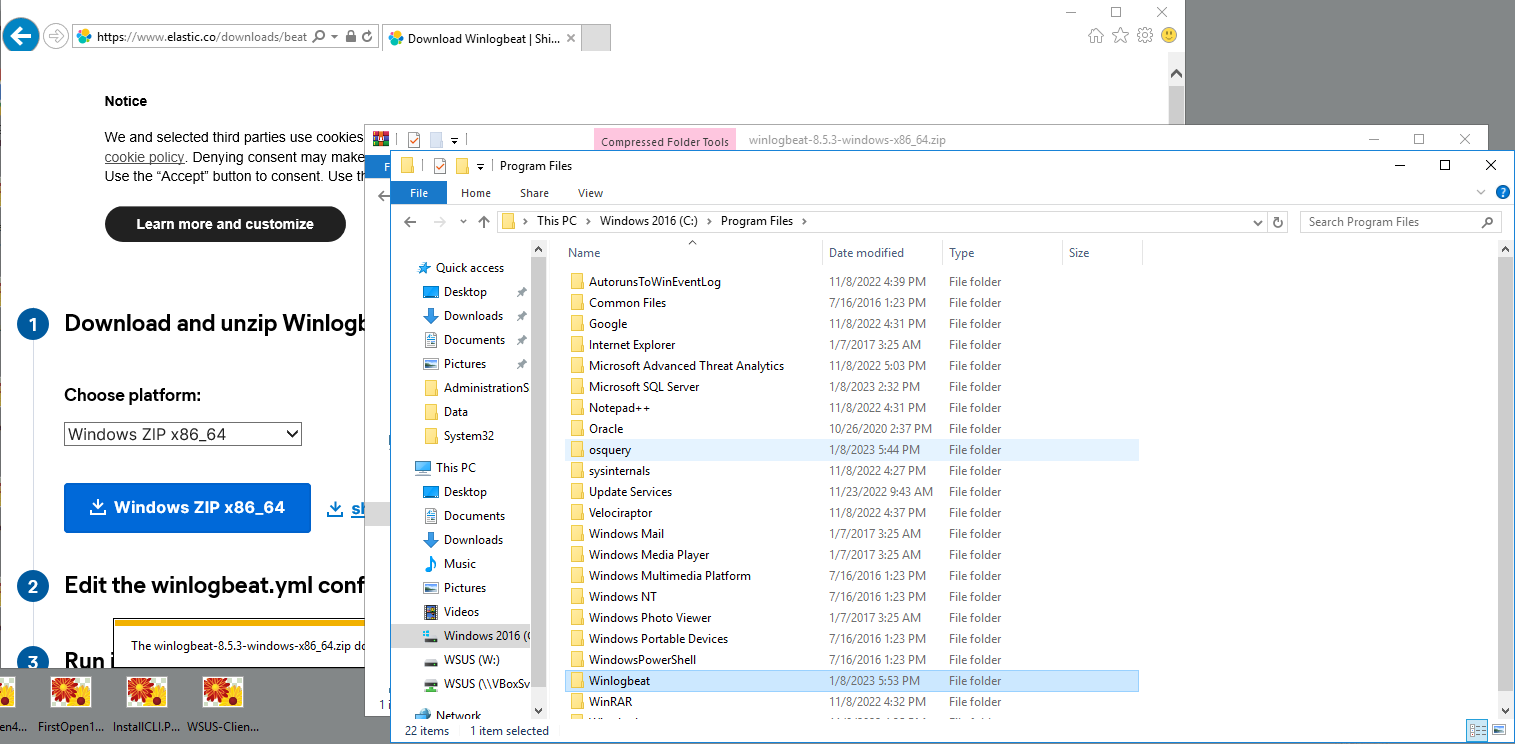 https://www.elastic.co/downloads/beat
Download Winlogbeat | Shi...
Notice
We and selected third parties use cookies
cookie policy. Denying consent may make
Use the “Accept” button to consent. Use
Learn more and customize
1
Download and unzip Winlogb
Choose platform:
Windows ZIP x86_64
Windows ZIP x86_64
sh
2
Edit the winlogbeat.yml conf
3
Run
The winlogbeat-8.5.3-windows-x86_64.zip do
FirstOpen1...
InstallCLI.P...
WSUS-Clien...
Compressed Folder Tools
winlogbeat-8.5.3-windows-x86_64.zip
F
Program Files
File Home Share View
This PC Windows 2016 (C:) Program Files
Search Program Files
Quick access
Desktop
Downloads
Documents
Pictures
AdministrationS
Data
System32
This PC
Desktop
Documents
Downloads
Music
Pictures
Videos
Windows 2016 (
WSUS (W:)
WSUS (\\VBoxSv
Network
Name Date modified Type Size
AutorunsToWinEventLog 11/8/2022 4:39 PM File folder
Common Files 7/16/2016 1:23 PM File folder
Google 11/8/2022 4:31 PM File folder
Internet Explorer 1/7/2017 3:25 AM File folder
Microsoft Advanced Threat Analytics 11/8/2022 5:03 PM File folder
Microsoft SQL Server 1/8/2023 2:32 PM File folder
Notepad++ 11/8/2022 4:31 PM File folder
Oracle 10/26/2020 2:37 PM File folder
osquery 1/8/2023 5:44 PM File folder
sysinternals 11/8/2022 4:27 PM File folder
Update Services 11/23/2022 9:43 AM File folder
Velociraptor 11/8/2022 4:37 PM File folder
Windows Mail 1/7/2017 3:25 AM File folder
Windows Media Player 1/7/2017 3:25 AM File folder
Windows Multimedia Platform 7/16/2016 1:23 PM File folder
Windows NT 7/16/2016 1:23 PM File folder
Windows Photo Viewer 1/7/2017 3:25 AM File folder
Windows Portable Devices 7/16/2016 1:23 PM File folder
WindowsPowerShell 7/16/2016 1:23 PM File folder
Winlogbeat 1/8/2023 5:53 PM File folder
WinRAR 11/8/2022 4:32 PM File folder
22 items 1 item selected